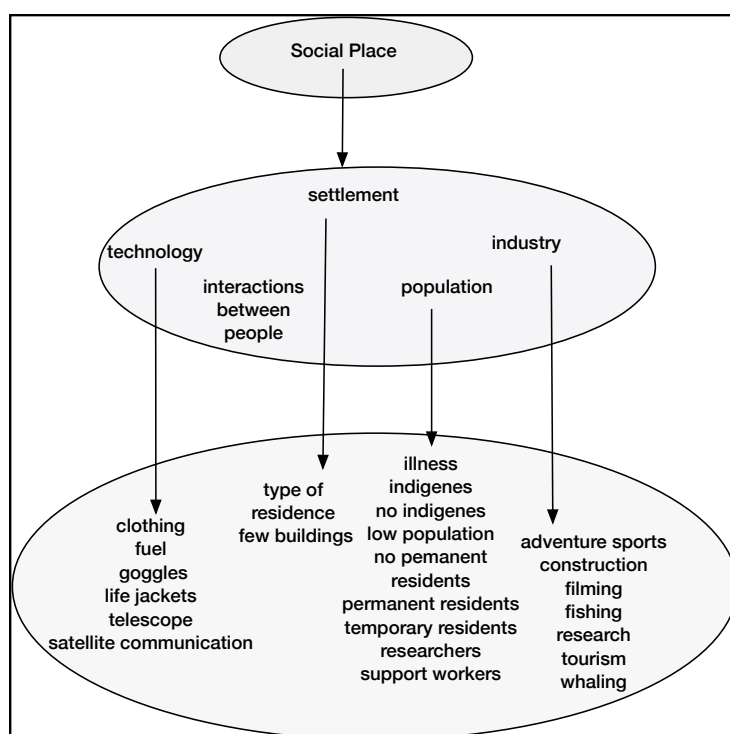 Social Place
settlement
technology
industry
interactions
between
people
population
clothing
fuel
goggles
life jackets
telescope
satellite communication
type of
residence
few buildings
illness
indigenes
no indigenes
low population
no pemanent
residents
permanent residents
temporary residents
researchers
support workers
adventure sports
construction
filming
fishing
research
tourism
whaling